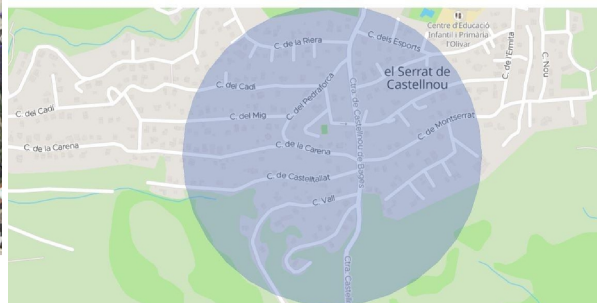 Centre d'Educació
Infantil i Primària
l'Olivar
C. de la Riera
C. dels Esports
C. de l'Ermita
C. Nou
el Serrat de
Castellnou
C. del Cadí
C. del Pedraforca
Ctra. de Castellnou de Bages
C. del Cadí
C. del Mig
C. de Montserrat
C. de la Carena
C. de la Carena
C. de Castelltallat
C. Vall
Ctra. Castell